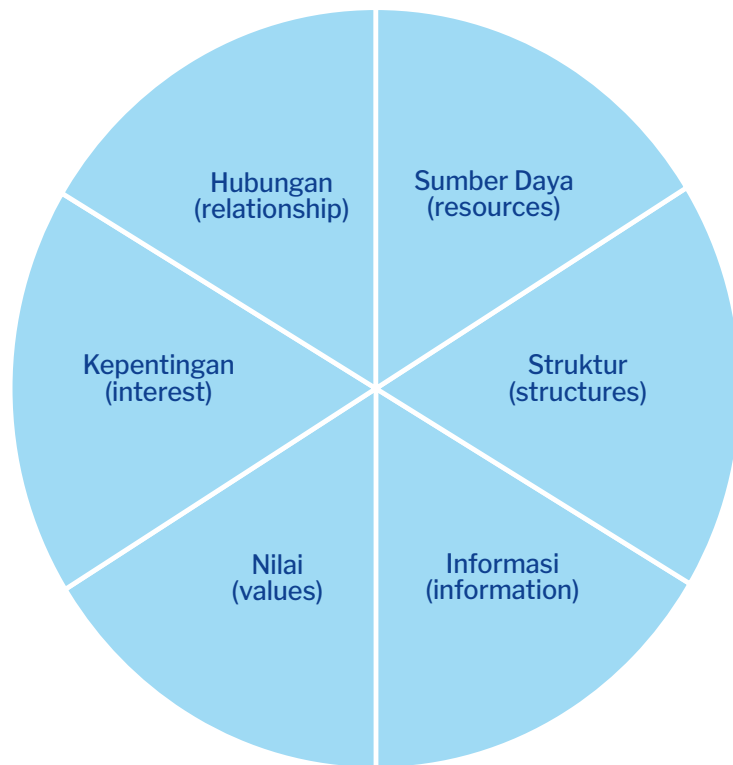 Hubungan
(relationship)
Sumber Daya
(resources)
Kepentingan
(interest)
Struktur
(structures)
Nilai
(values)
Informasi
(information)